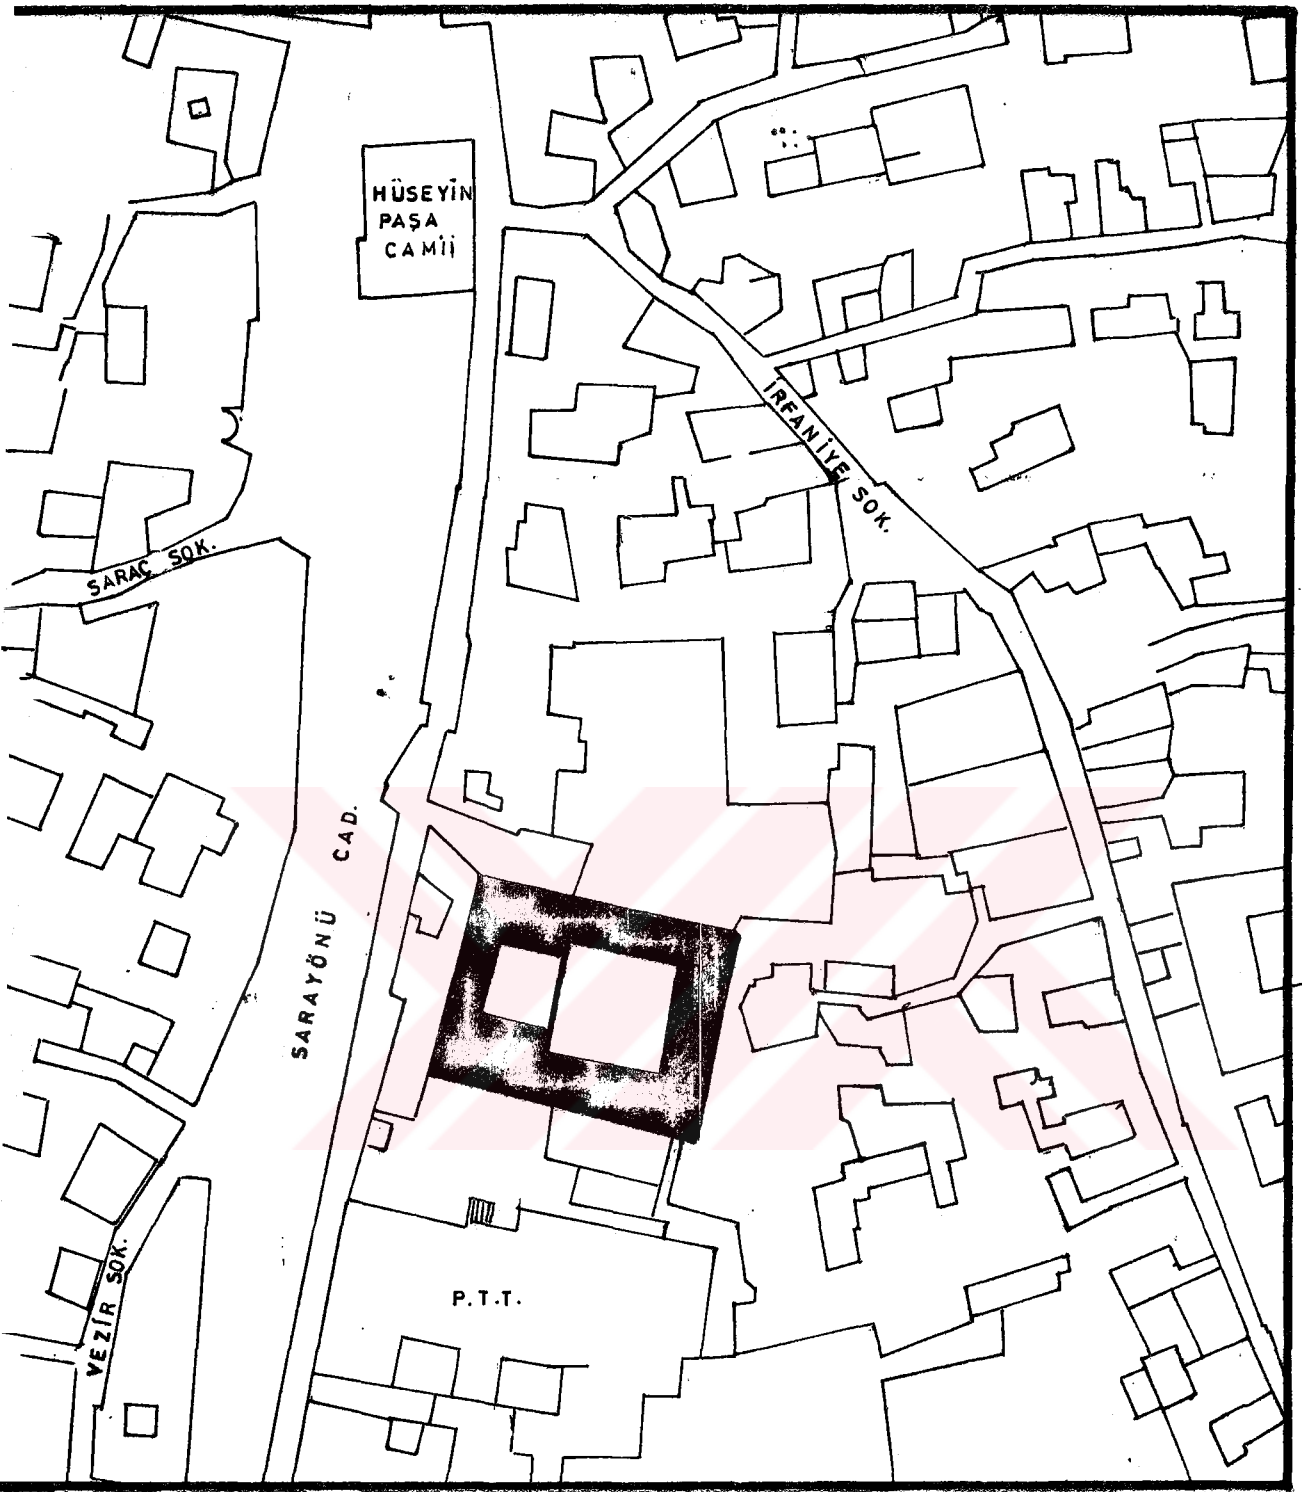 HÜSEYİN
PAŞA
CAMİİ
İRFANİYE SOK.
SARAÇ SOK.
SARAYÖNÜ CAD.
VEZİR SOK.
P.T.T.